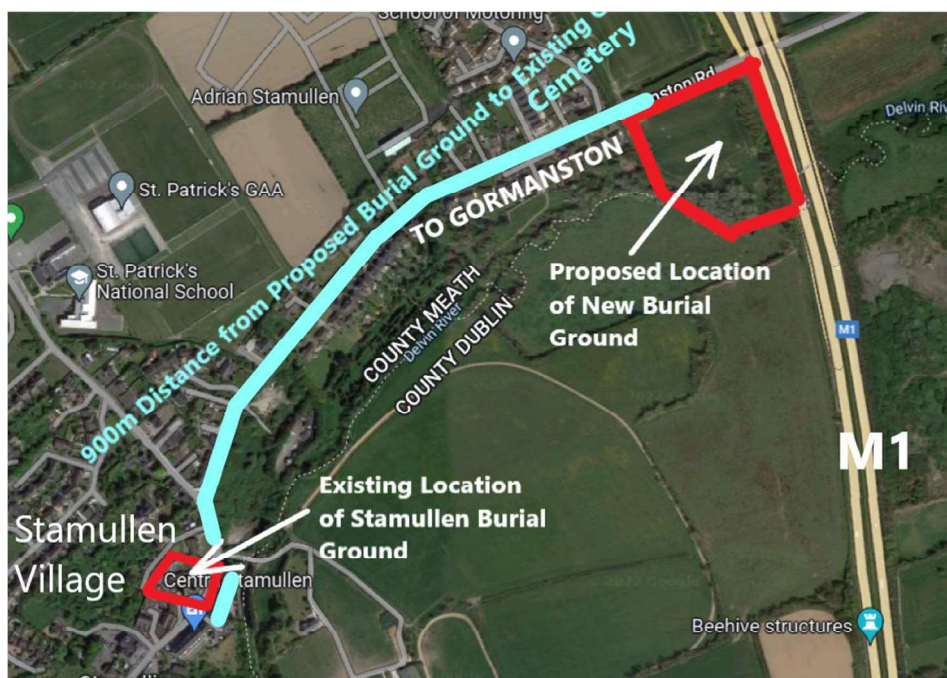 School of Motoring
Adrian Stamullen
900m Distance from Proposed Burial Ground to Existing
Cemetery
nston Rd
Delvin Riv
St. Patrick's GAA
TO GORMANSTON
St. Patrick's
National School
Proposed Location
of New Burial
Ground
COUNTY MEATH
Delvin River
COUNTY DUBLIN
M1
M1
Existing Location
of Stamullen Burial
Ground
Stamullen
Village
Centra Stamullen
Beehive structures